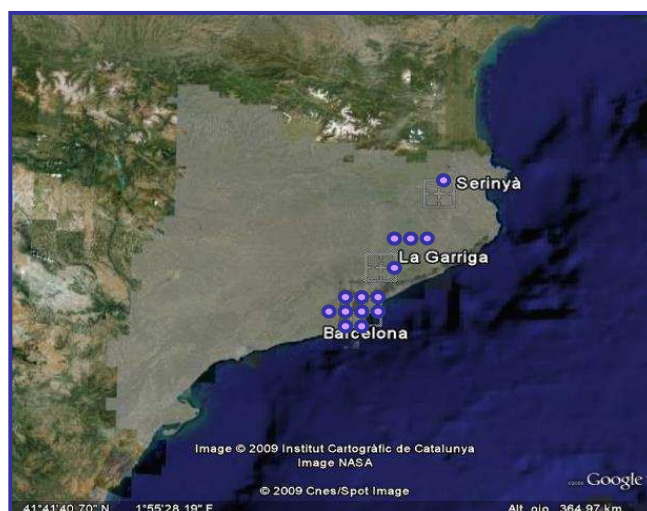 Serinyà
La Garriga
Barcelona
Image © 2009 Institut Cartogràfic de Catalunya
Image NASA
© 2009 Cnes/Spot Image
Google
41°41'40.70" N 1°55'28.19" E
Alt. ojo 364.97 km